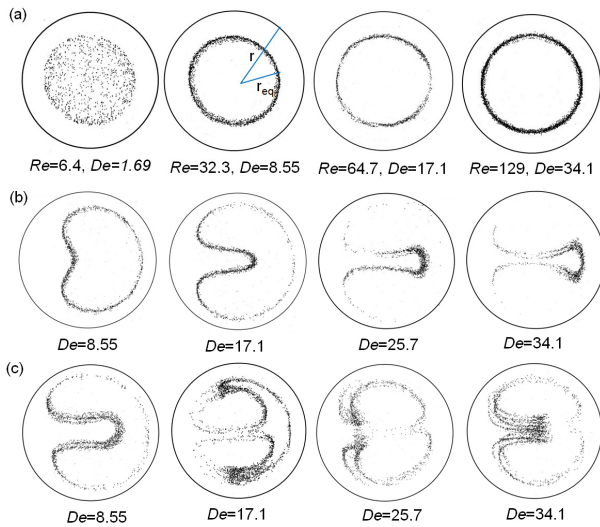 (a)
r
r_eq
Re=6.4, De=1.69 Re=32.3, De=8.55 Re=64.7, De=17.1 Re=129, De=34.1
(b)
De=8.55 De=17.1 De=25.7 De=34.1
(c)
De=8.55 De=17.1 De=25.7 De=34.1